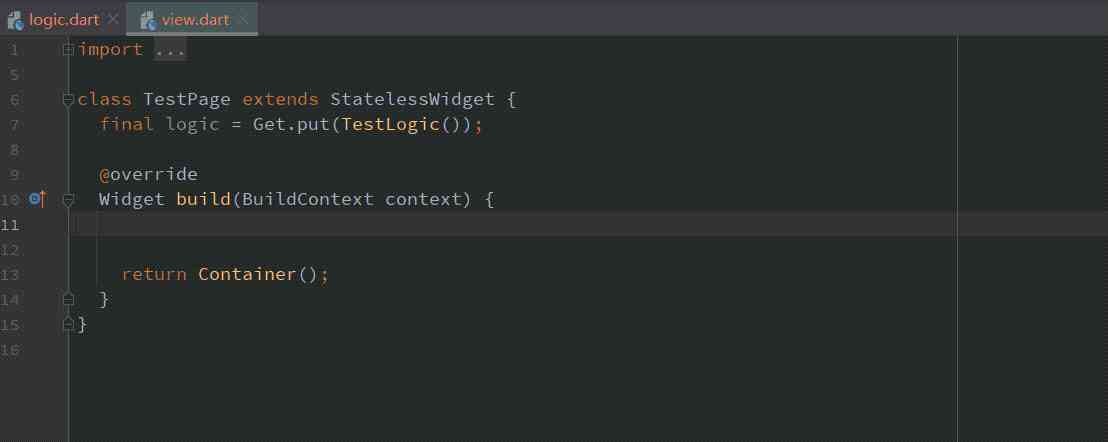 logic.dart view.dart
1 import ...
5
6 class TestPage extends StatelessWidget {
7 final logic = Get.put(TestLogic());
8
9 @override
10 Widget build(BuildContext context) {
11
12
13 return Container();
14 }
15 }
16